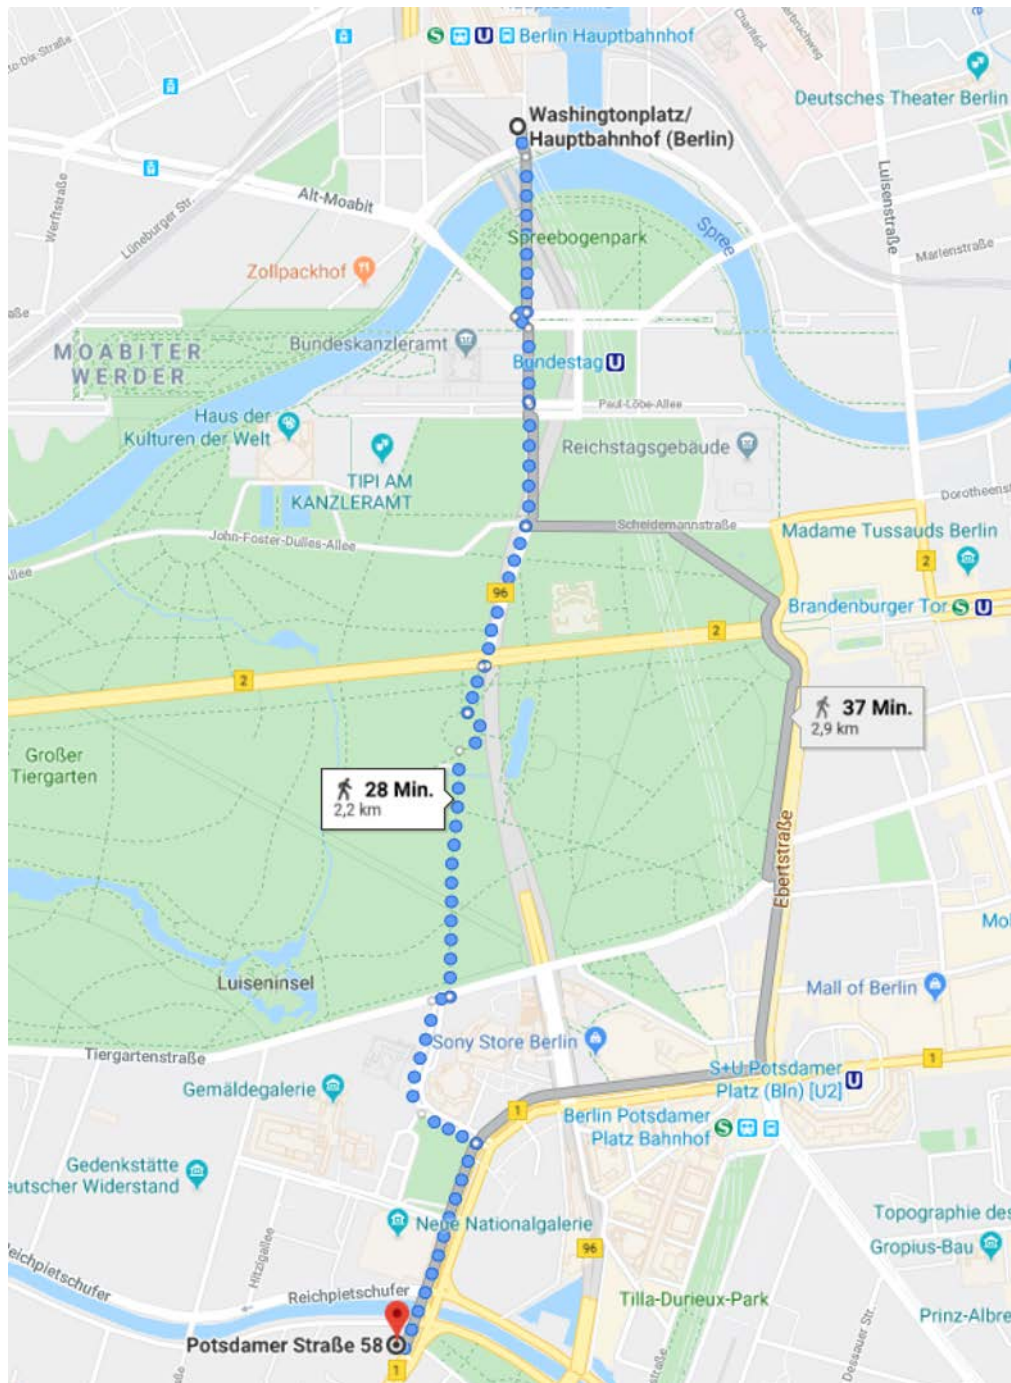 Berlin Hauptbahnhof
Deutsches Theater Berlin
Washingtonplatz/
Hauptbahnhof (Berlin)
Werftstraße
Lüneburger Str.
Alt-Moabit
Luisenstraße
Spree
Spreebogenpark
Marienstraße
Zollpackhof
MOABITER
WERDER
Bundeskanzleramt
Bundestag
Paul-Löbe-Allee
Haus der
Kulturen der Welt
Reichstagsgebäude
TIPI AM
KANZLERAMT
Scheidemannstraße
John-Foster-Dulles-Allee
Madame Tussauds Berlin
96
2
Brandenburger Tor
2
2
37 Min.
2,9 km
Großer
Tiergarten
28 Min.
2,2 km
Ebertstraße
Luiseninsel
Mall of Berlin
Tiergartenstraße
Sony Store Berlin
1
S+U Potsdamer
Platz (Bln) [U2]
Gemäldegalerie
1
Berlin Potsdamer
Platz Bahnhof
Gedenkstätte
eutscher Widerstand
Neue Nationalgalerie
Topographie des
Gropius-Bau
96
Hitzigallee
eichpietschufer
Reichpietschufer
Tilla-Durieux-Park
Prinz-Albre
Potsdamer Straße 58
1
Dessauer Str.